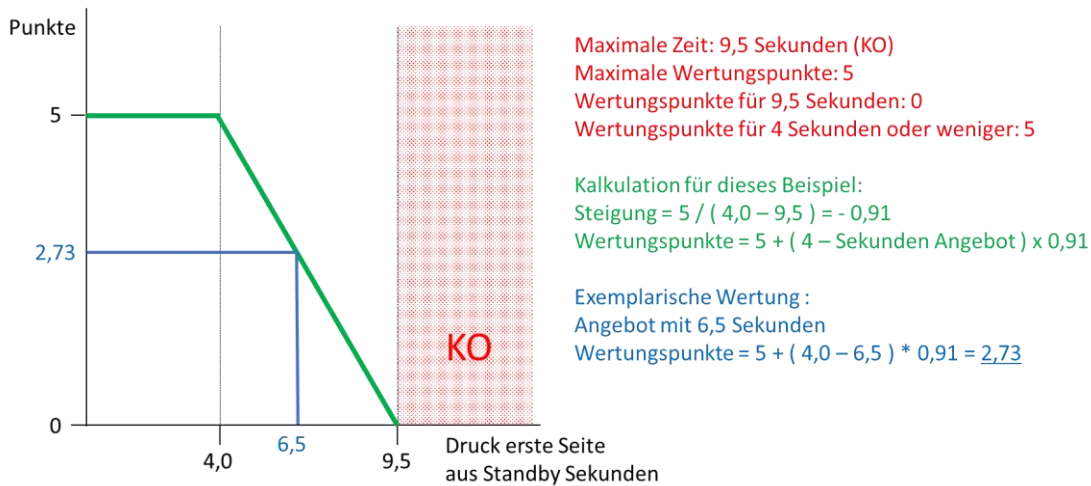 Punkte
5
2,73
0
4,0
6,5
9,5
KO
Druck erste Seite
aus Standby Sekunden
Maximale Zeit: 9,5 Sekunden (KO)
Maximale Wertungspunkte: 5
Wertungspunkte für 9,5 Sekunden: 0
Wertungspunkte für 4 Sekunden oder weniger: 5
Kalkulation für dieses Beispiel:
Steigung = 5 / ( 4,0 – 9,5 ) = - 0,91
Wertungspunkte = 5 + ( 4 – Sekunden Angebot ) x 0,91
Exemplarische Wertung :
Angebot mit 6,5 Sekunden
Wertungspunkte = 5 + ( 4,0 – 6,5 ) * 0,91 = 2,73